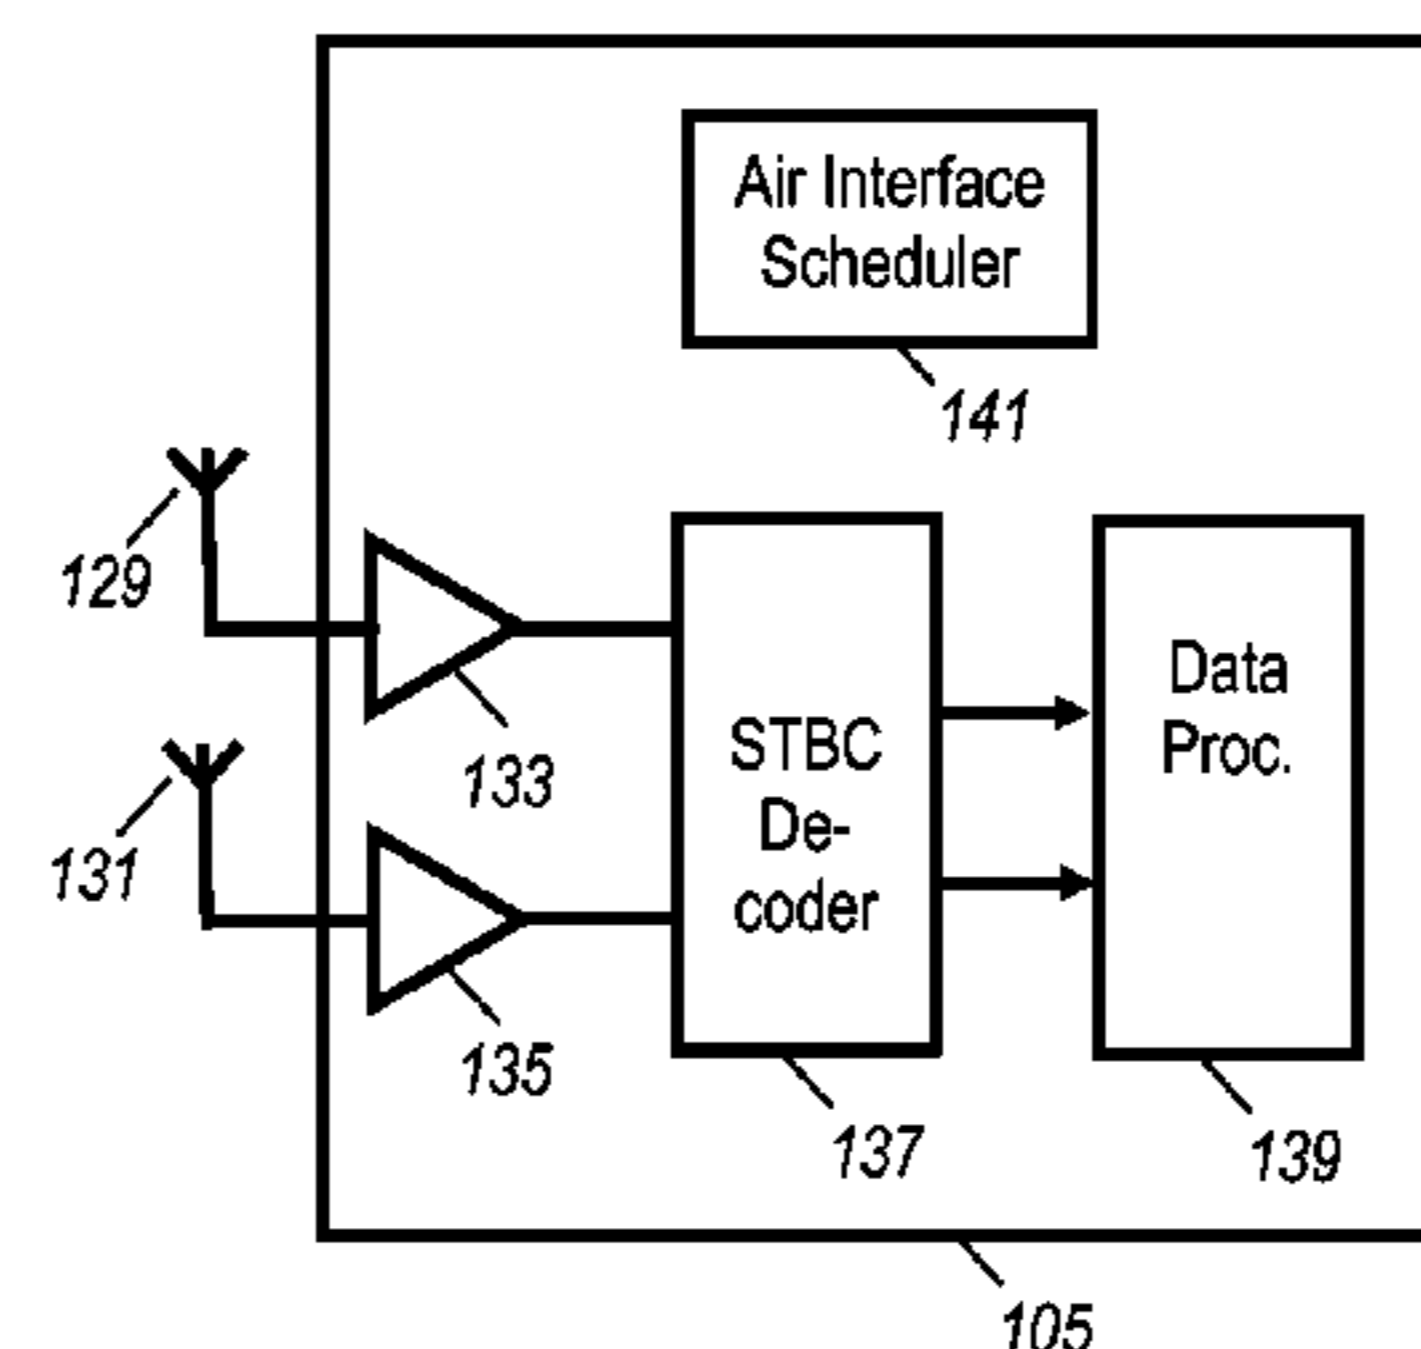 Air Interface
Scheduler
141
129
133
131
135
STBC
De-
coder
137
Data
Proc.
139
105